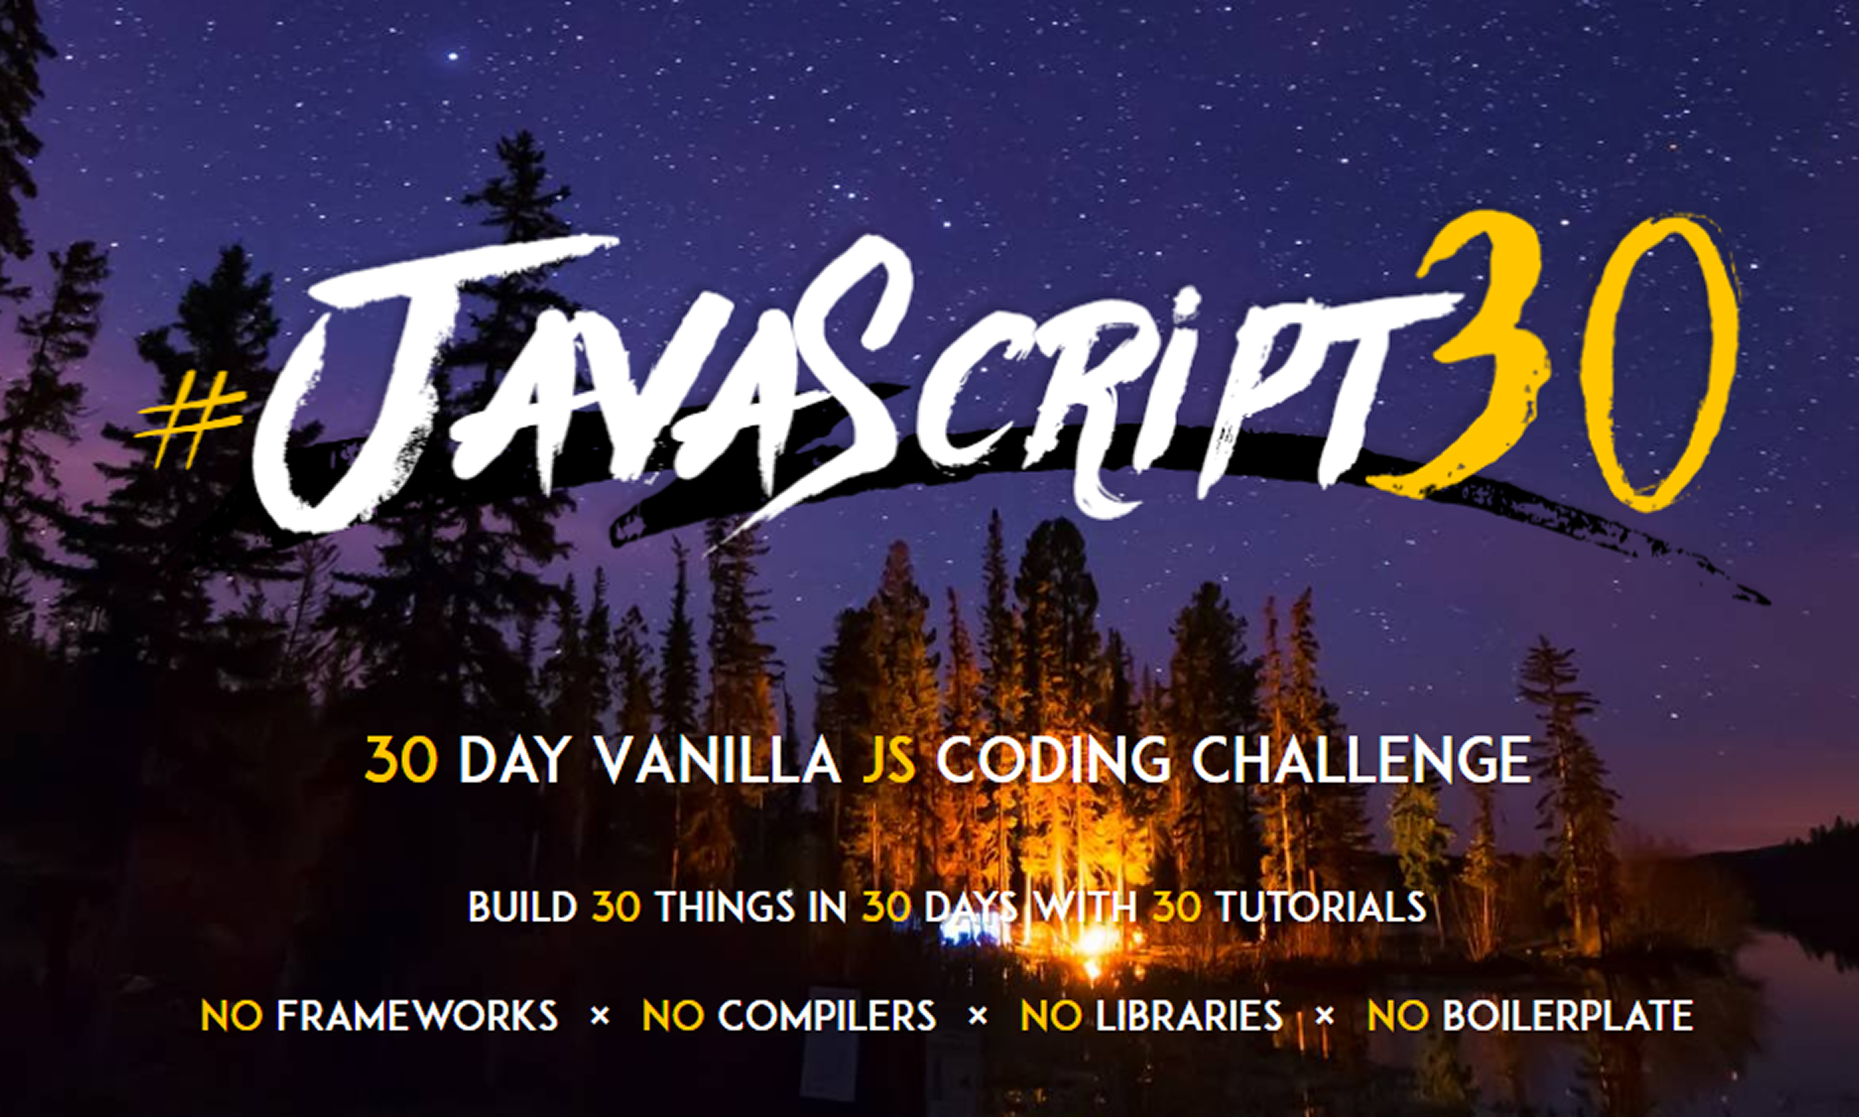 #JavaScript30
30 DAY VANILLA JS CODING CHALLENGE
BUILD 30 THINGS IN 30 DAYS WITH 30 TUTORIALS
NO FRAMEWORKS × NO COMPILERS × NO LIBRARIES × NO BOILERPLATE